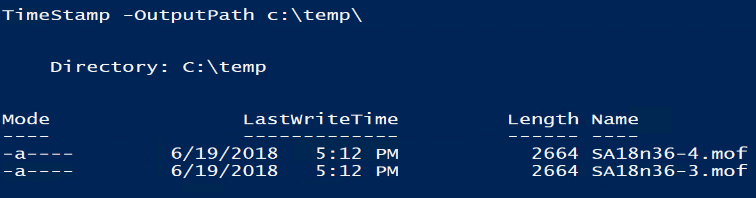 TimeStamp -OutputPath c:\temp\
Directory: C:\temp
Mode LastWriteTime Length Name
---- ------------- ------ ----
-a---- 6/19/2018 5:12 PM 2664 SA18n36-4.mof
-a---- 6/19/2018 5:12 PM 2664 SA18n36-3.mof